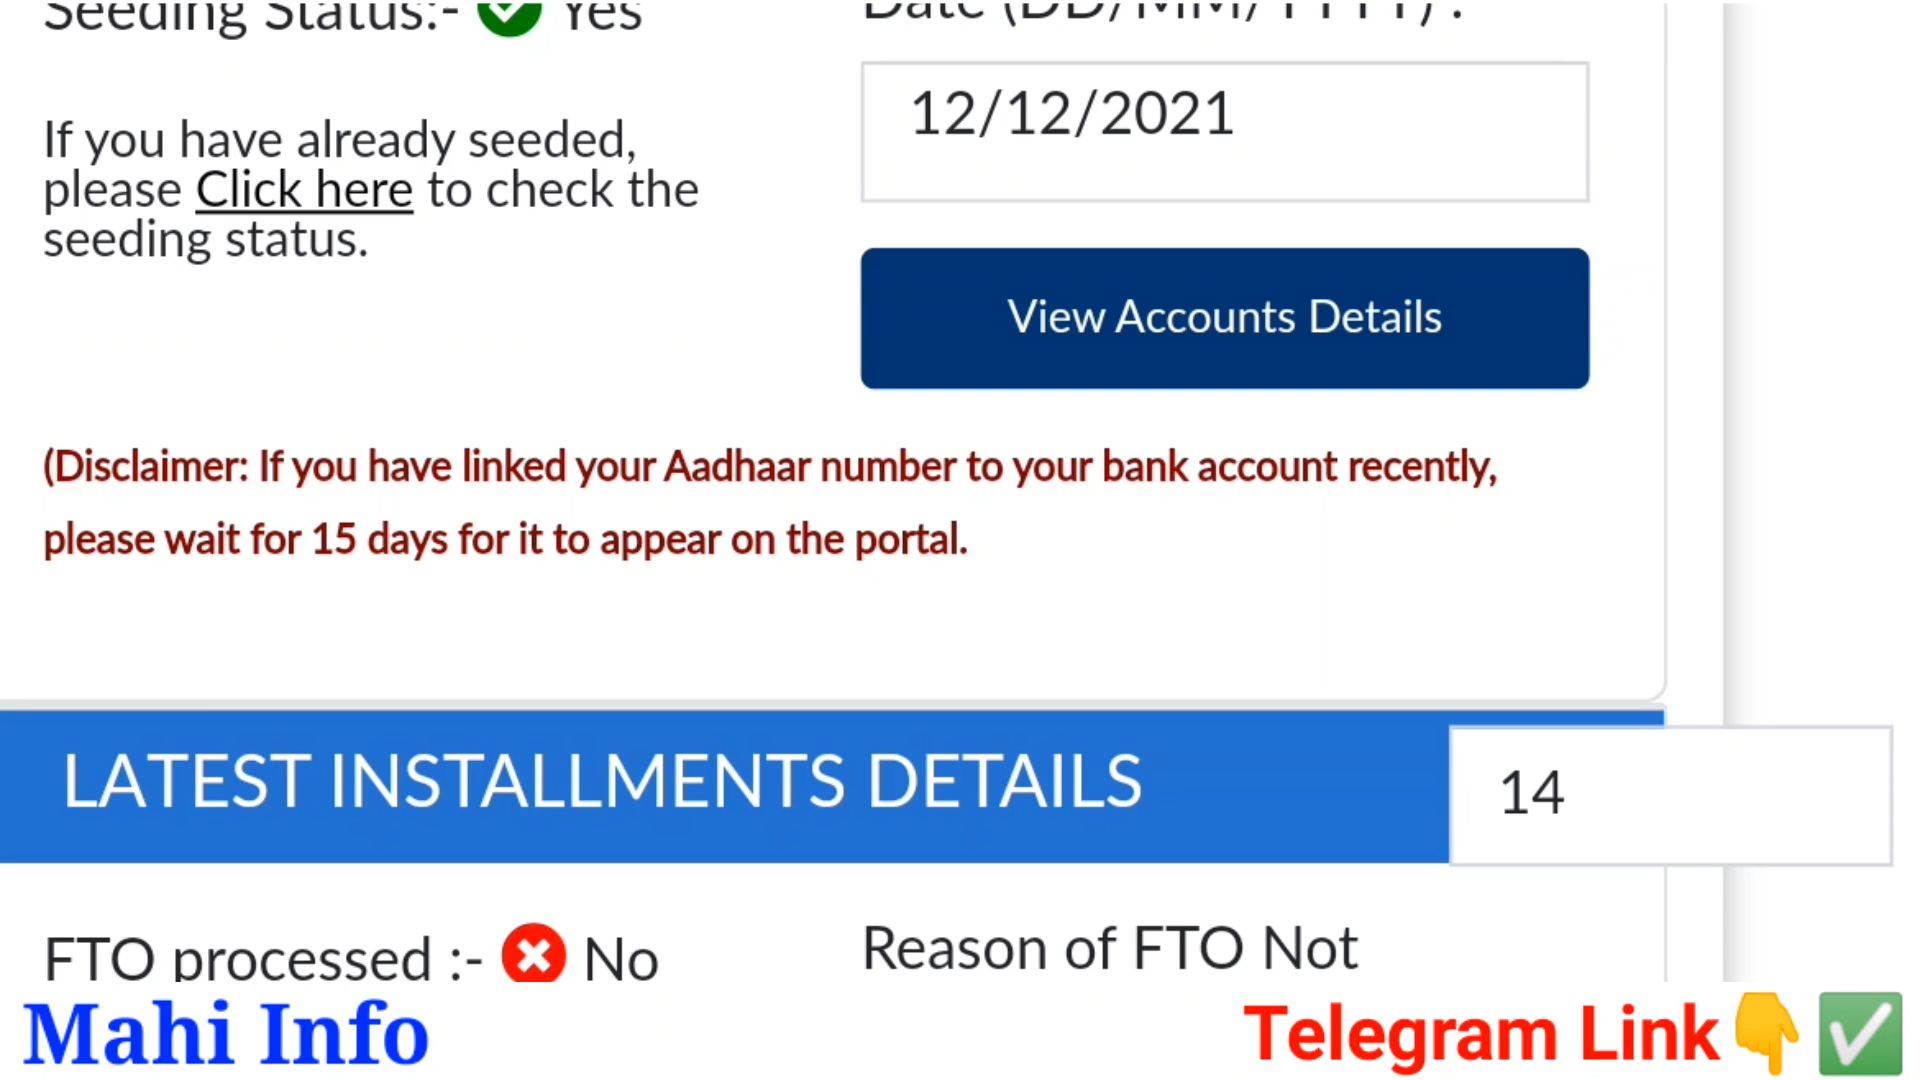 Seeding Status:- Yes
Date (DD/MM/YYYY) :
12/12/2021
If you have already seeded,
please Click here to check the
seeding status.
View Accounts Details
(Disclaimer: If you have linked your Aadhaar number to your bank account recently,
please wait for 15 days for it to appear on the portal.
LATEST INSTALLMENTS DETAILS
14
FTO processed :- No
Reason of FTO Not
Mahi Info
Telegram Link